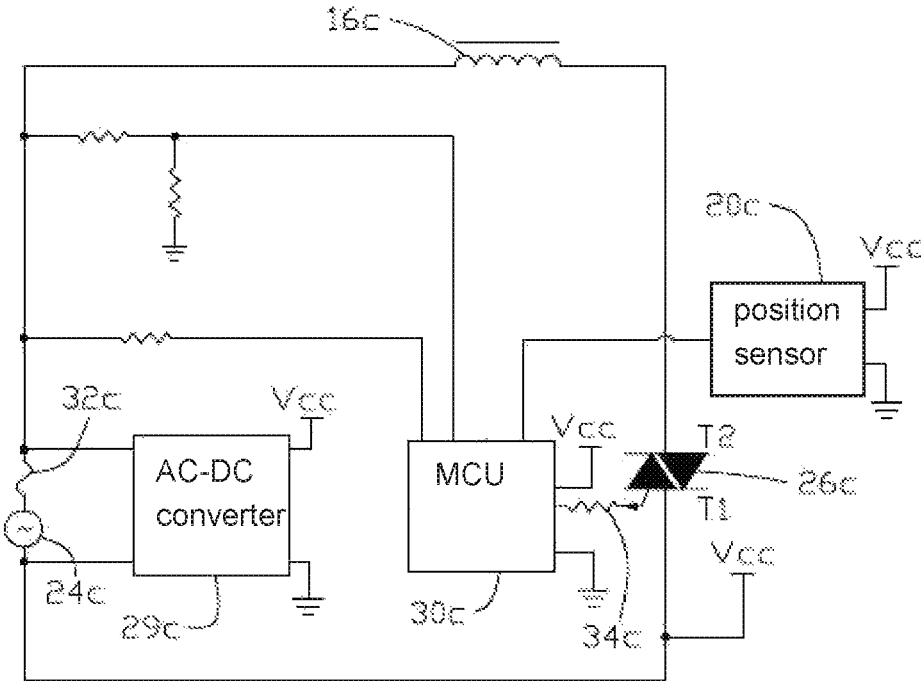 16c
20c
Vcc
position
sensor
32c
Vcc
AC-DC
converter
MCU
Vcc
T2
26c
T1
Vcc
24c
29c
30c
34c